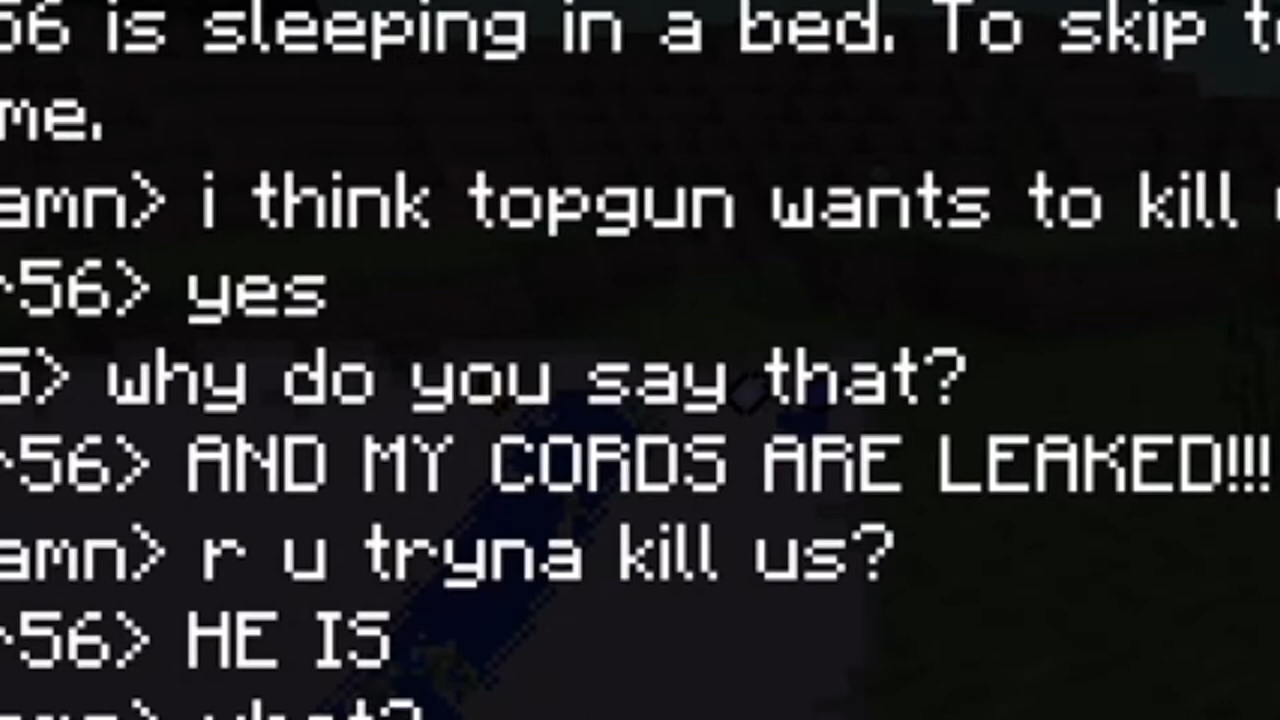 56 is sleeping in a bed. To skip
me.
amn> i think topgun wants to kill
56> yes
5> why do you say that?
56> AND MY CORDS ARE LEAKED!!!
amn> r u tryna kill us?
56> HE IS
what?